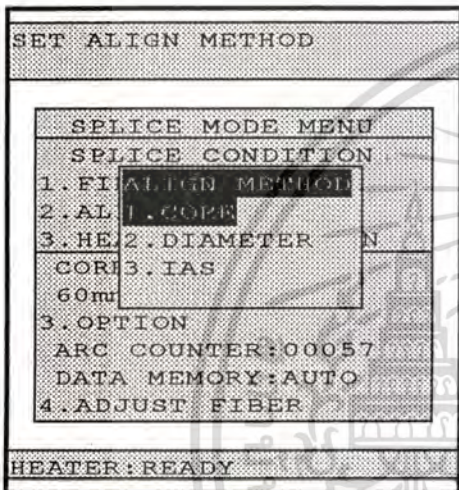 SET ALIGN METHOD
SPLICE MODE MENU
SPLICE CONDITION
1.FI
ALIGN METHOD
2.AL
1.CORE
3.HE
2.DIAMETER
N
COR
3.IAS
60mm
3.OPTION
ARC COUNTER:00057
DATA MEMORY:AUTO
4.ADJUST FIBER
HEATER:READY